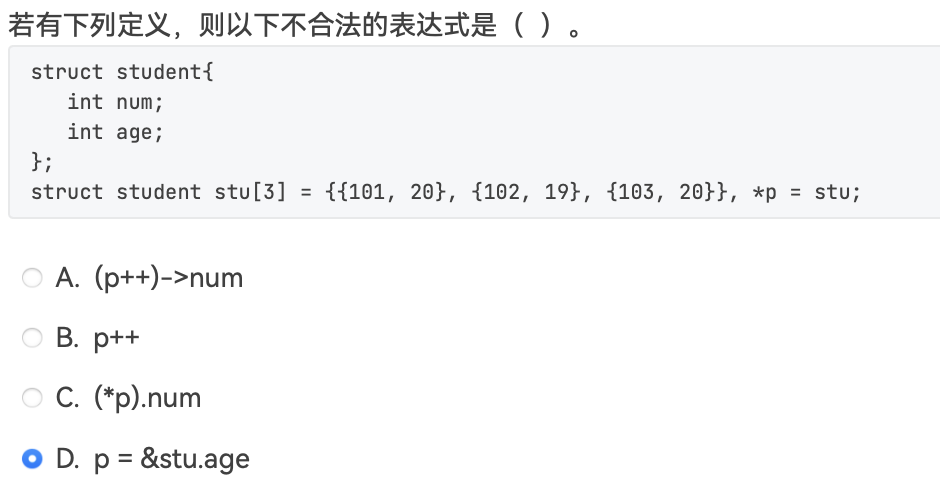 若有下列定义，则以下不合法的表达式是（ ）。
struct student{
   int num;
   int age;
};
struct student stu[3] = {{101, 20}, {102, 19}, {103, 20}}, *p = stu;
A. (p++)->num
B. p++
C. (*p).num
D. p = &stu.age